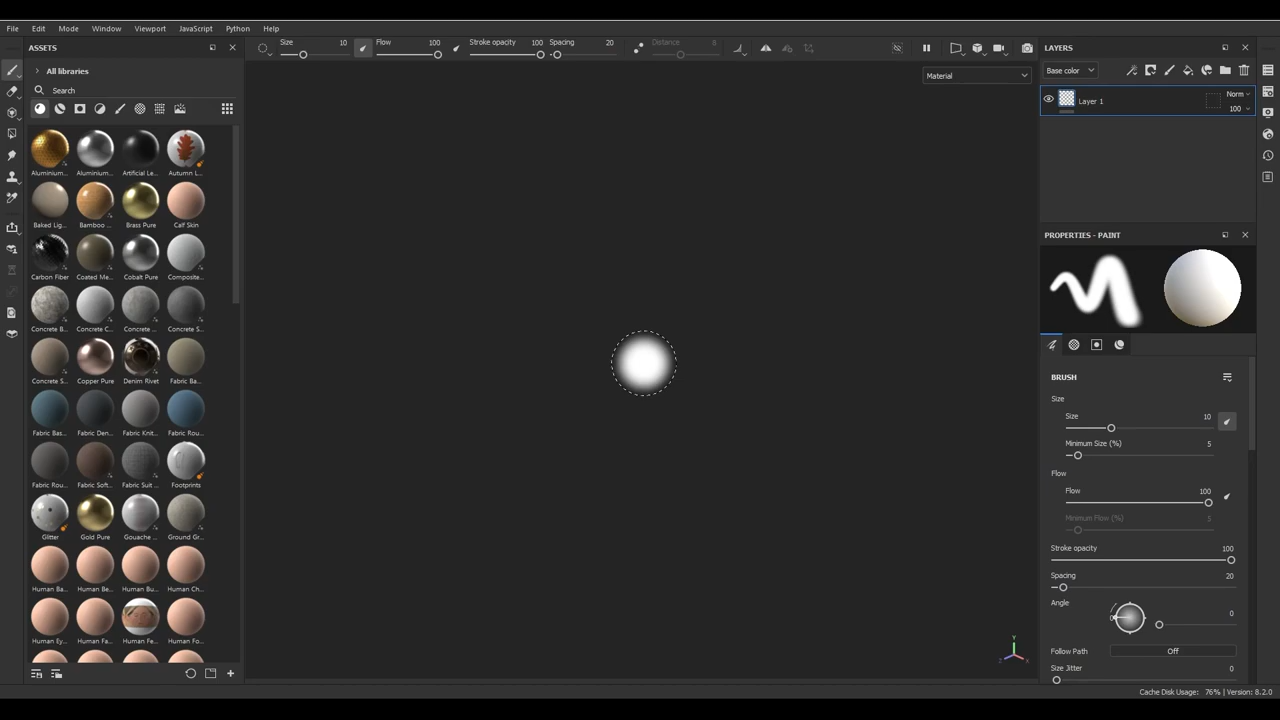 File Edit Mode Window Viewport JavaScript Python Help
ASSETS
All libraries
Search
Aluminium... Aluminium... Artificial Le... Autumn L...
Baked Lig... Bamboo ... Brass Pure Calf Skin
Carbon Fiber Coated Me... Cobalt Pure Composite...
Concrete B... Concrete C... Concrete ... Concrete S...
Concrete S... Copper Pure Denim Rivet Fabric Ba...
Fabric Bas... Fabric Den... Fabric Knit... Fabric Rou...
Fabric Rou... Fabric Soft... Fabric Suit ... Footprints
Glitter Gold Pure Gouache ... Ground Gr...
Human Ba... Human Be... Human Bu... Human Ch...
Human Ey... Human Fa... Human Fe... Human Fo...
Size 10 Flow 100 Stroke opacity 100 Spacing 20 Distance 8
Material
Y
Z X
LAYERS
Base color
Layer 1
Norm
100
PROPERTIES - PAINT
BRUSH
Size
Size 10
Minimum Size (%) 5
Flow
Flow 100
Minimum Flow (%) 5
Stroke opacity 100
Spacing 20
Angle
0
Follow Path Off
Size Jitter 0
Cache Disk Usage: 76% | Version: 8.2.0